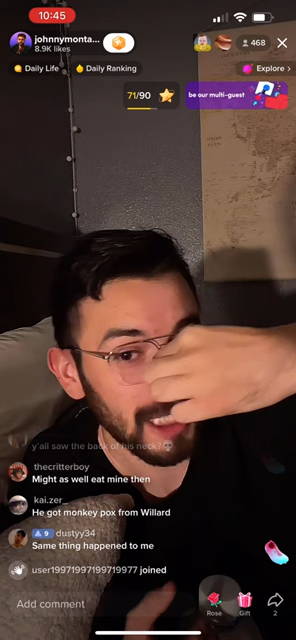 10:45
johnnymonta...
8.9K likes
468
Daily Life
Daily Ranking
Explore >
71/90
be our multi-guest
y'all saw the back of his neck?💀
thecritterboy
Might as well eat mine then
kai.zer_
He got monkey pox from Willard
9 dustyy34
Same thing happened to me
user19971997199719977 joined
Add comment
Rose
Gift
2